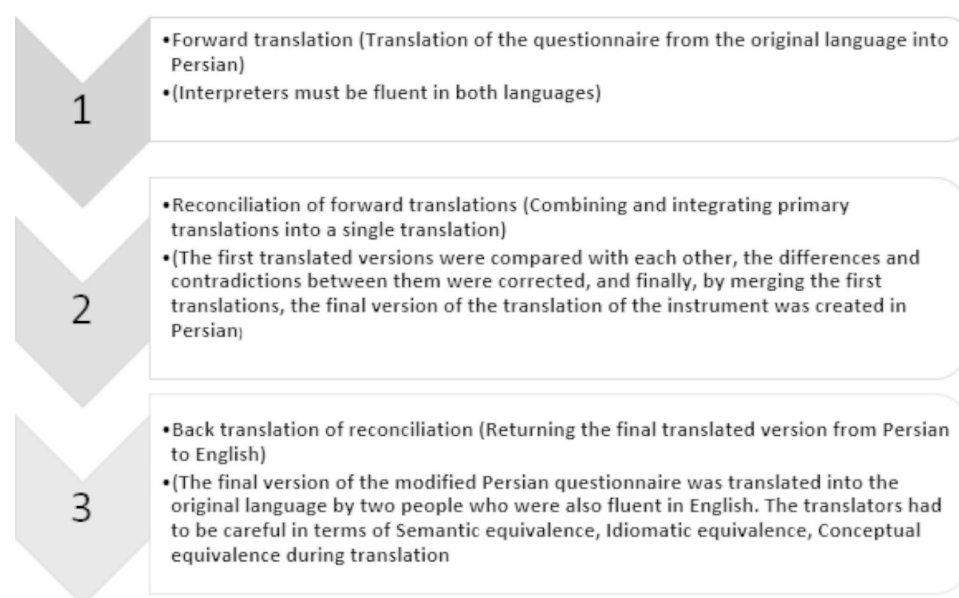 1
•Forward translation (Translation of the questionnaire from the original language into
Persian)
•(Interpreters must be fluent in both languages)
2
•Reconciliation of forward translations (Combining and integrating primary
translations into a single translation)
•(The first translated versions were compared with each other, the differences and
contradictions between them were corrected, and finally, by merging the first
translations, the final version of the translation of the instrument was created in
Persian)
3
•Back translation of reconciliation (Returning the final translated version from Persian
to English)
•(The final version of the modified Persian questionnaire was translated into the
original language by two people who were also fluent in English. The translators had
to be careful in terms of Semantic equivalence, Idiomatic equivalence, Conceptual
equivalence during translation